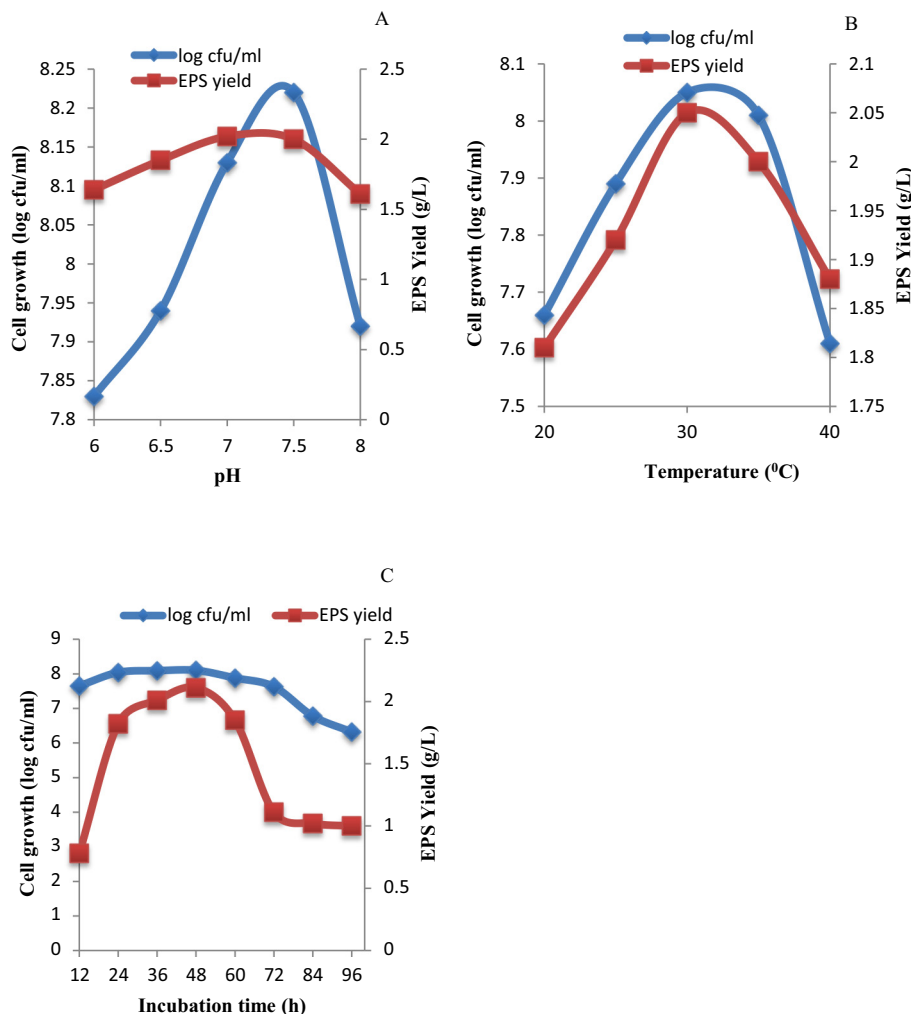 A
log cfu/ml
EPS yield
8.25
8.2
8.15
8.1
8.05
8
7.95
7.9
7.85
7.8
Cell growth (log cfu/ml)
2.5
2
1.5
1
0.5
0
EPS Yield (g/L)
6 6.5 7 7.5 8
pH
B
log cfu/ml
EPS yield
8.1
8
7.9
7.8
7.7
7.6
7.5
Cell growth (log cfu/ml)
2.1
2.05
2
1.95
1.9
1.85
1.8
1.75
EPS Yield (g/L)
20 30 40
Temperature (⁰C)
C
log cfu/ml EPS yield
9
8
7
6
5
4
3
2
1
0
Cell growth (log cfu/ml)
2.5
2
1.5
1
0.5
0
EPS Yield (g/L)
12 24 36 48 60 72 84 96
Incubation time (h)